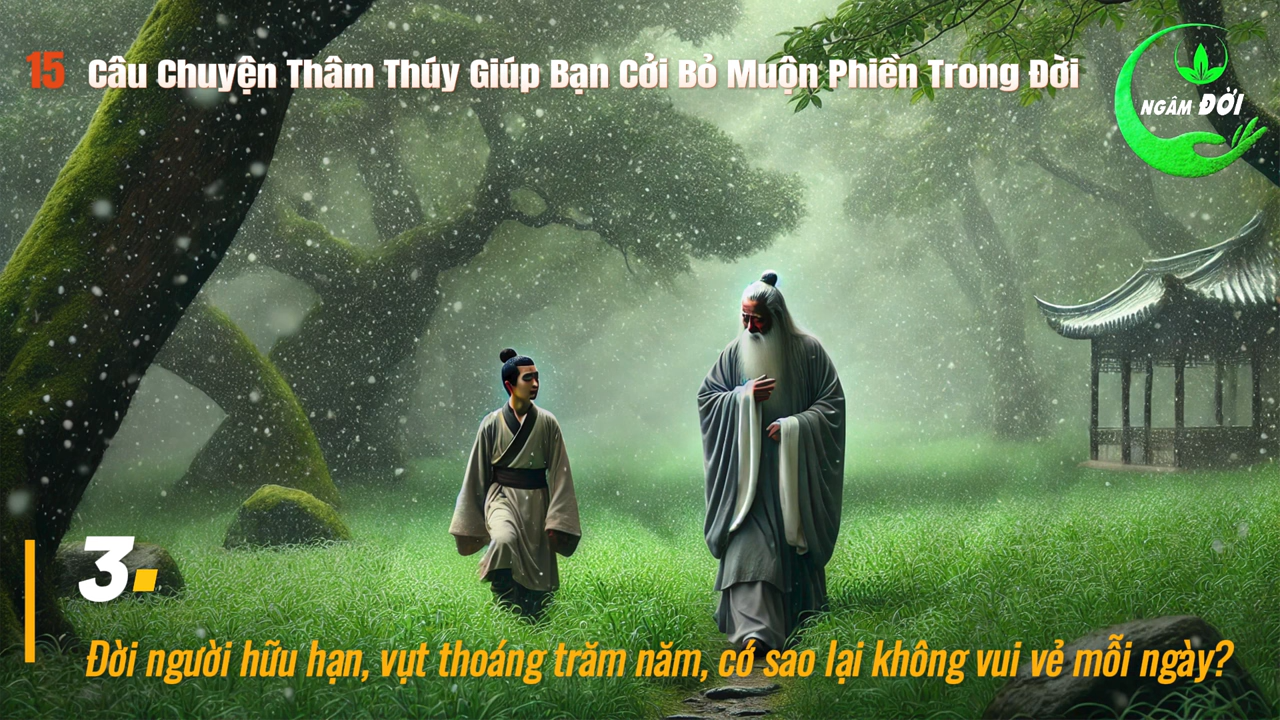 15 Câu Chuyện Thâm Thúy Giúp Bạn Cởi Bỏ Muộn Phiền Trong Đời
NGÂM ĐỜI
3.
Đời người hữu hạn, vụt thoáng trăm năm, cớ sao lại không vui vẻ mỗi ngày?